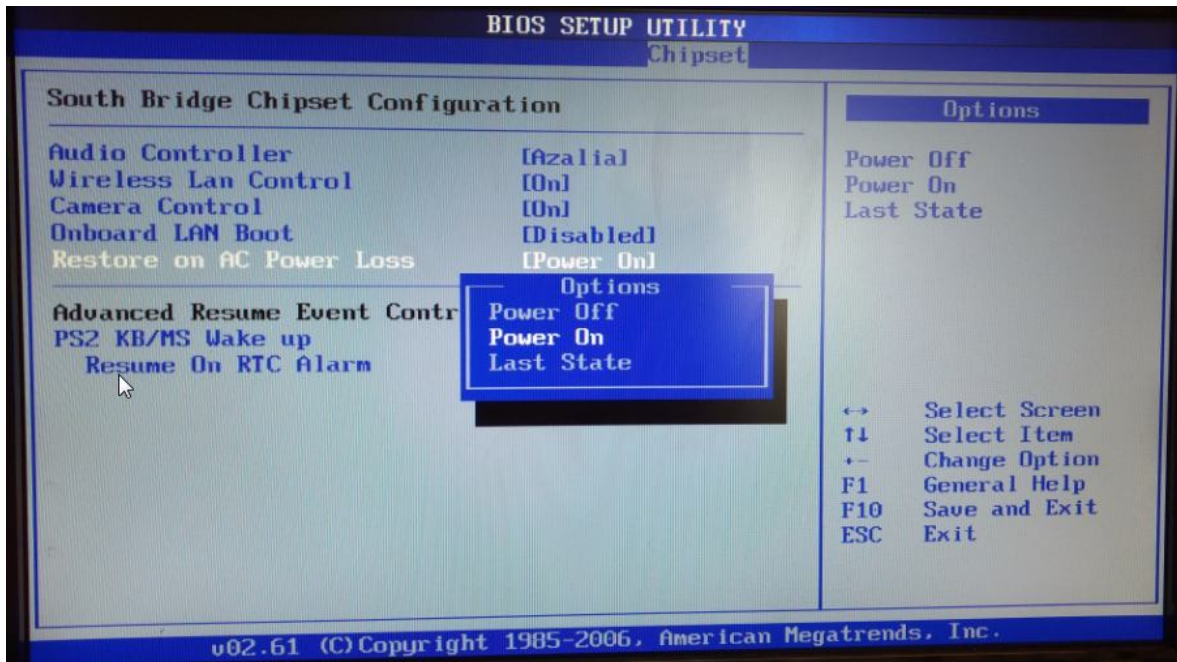 BIOS SETUP UTILITY
Chipset
South Bridge Chipset Configuration
Audio Controller [Azalia]
Wireless Lan Control [On]
Camera Control [On]
Onboard LAN Boot [Disabled]
Restore on AC Power Loss [Power On]
Advanced Resume Event Contr
PS2 KB/MS Wake up
Resume On RTC Alarm
Options
Power Off
Power On
Last State
Options
Power Off
Power On
Last State
←→ Select Screen
↑↓ Select Item
+- Change Option
F1 General Help
F10 Save and Exit
ESC Exit
v02.61 (C)Copyright 1985-2006, American Megatrends, Inc.